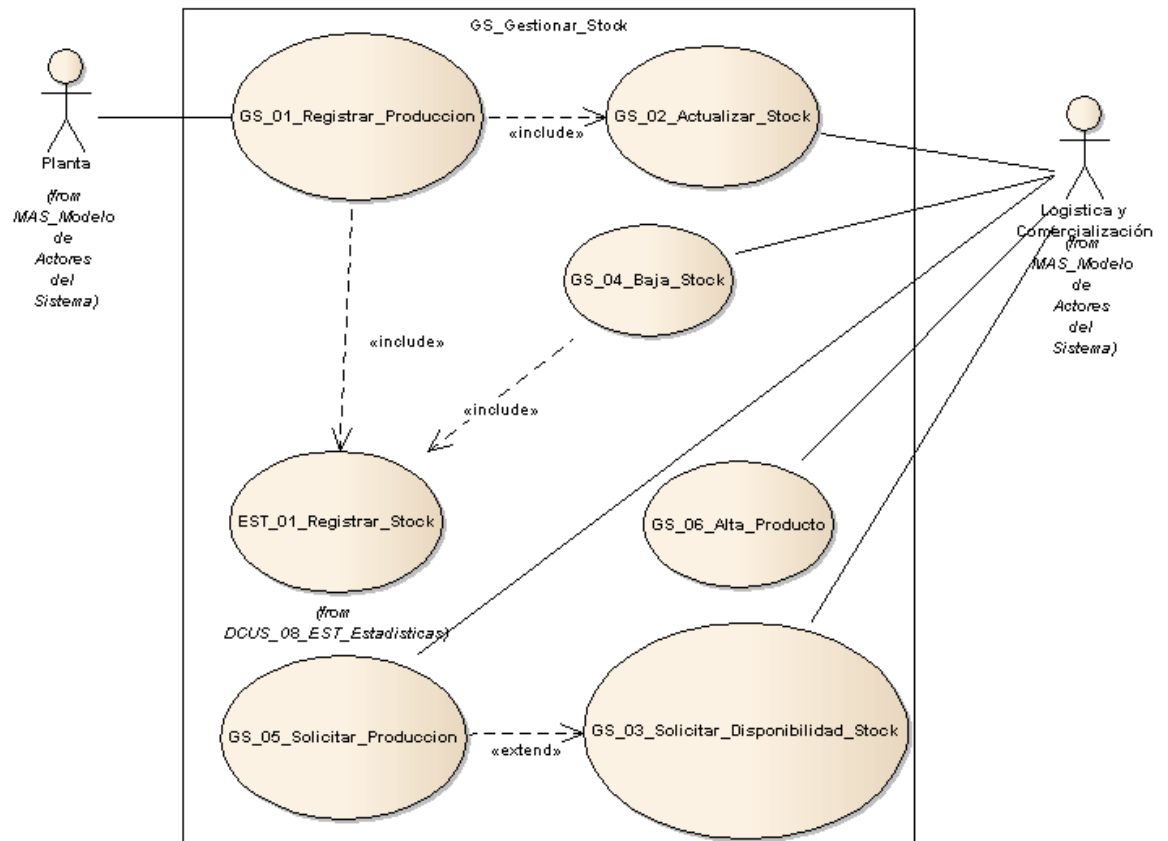 GS_Gestionar_Stock
GS_01_Registrar_Produccion
«include»
GS_02_Actualizar_Stock
Planta
(from
MAS_Modelo
de
Actores
del
Sistema)
Logistica y
Comercialización
(from
MAS_Modelo
de
Actores
del
Sistema)
GS_04_Baja_Stock
«include»
«include»
EST_01_Registrar_Stock
(from
DCUS_08_EST_Estadisticas)
GS_06_Alta_Producto
GS_05_Solicitar_Produccion
«extend»
GS_03_Solicitar_Disponibilidad_Stock